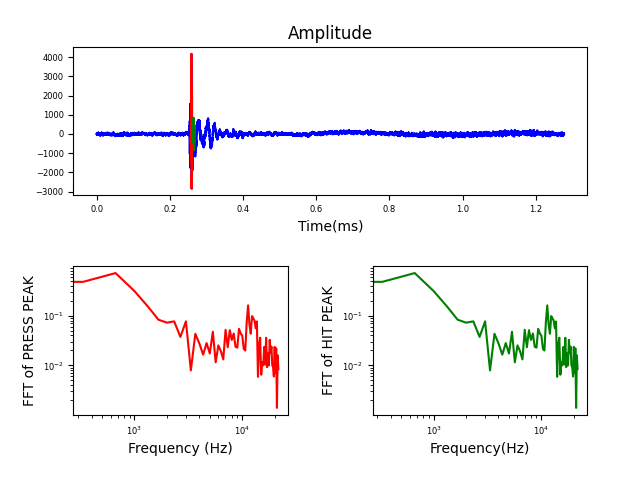 Amplitude
4000
3000
2000
1000
0
−1000
−2000
−3000
0.0 0.2 0.4 0.6 0.8 1.0 1.2
Time(ms)
FFT of PRESS PEAK
10⁻¹
10⁻²
10³ 10⁴
Frequency (Hz)
FFT of HIT PEAK
10⁻¹
10⁻²
10³ 10⁴
Frequency(Hz)